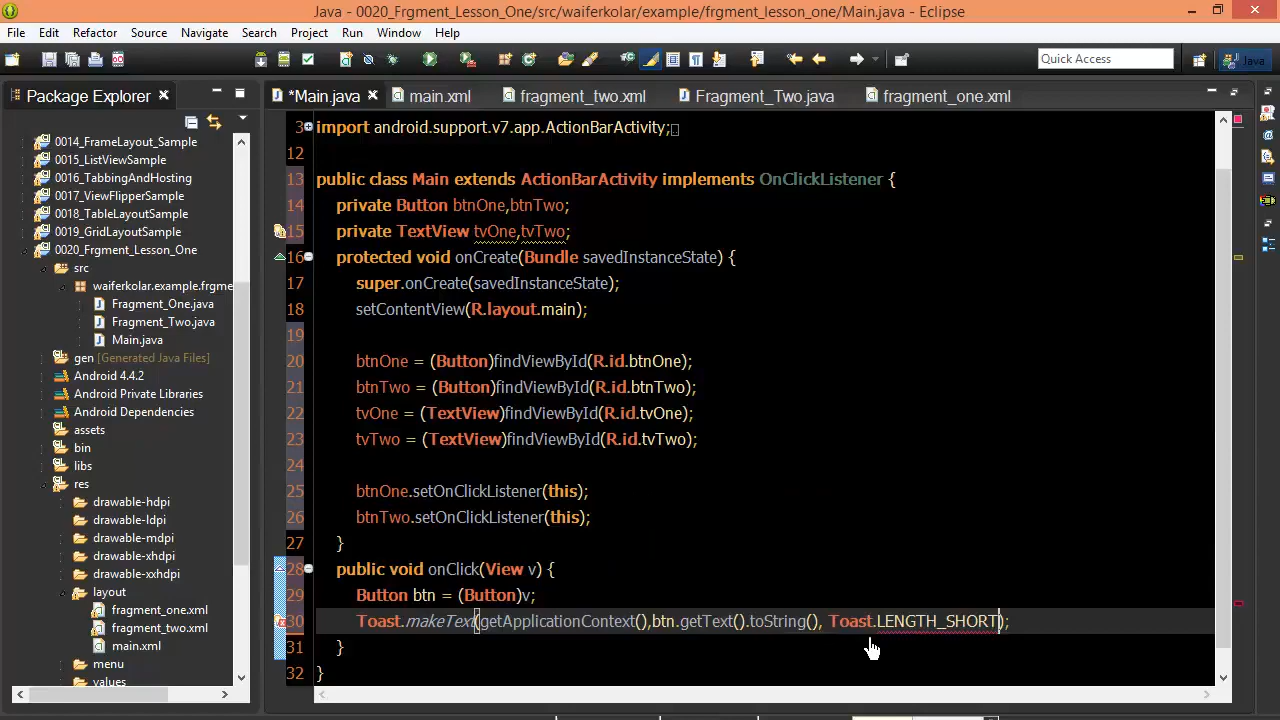 Java - 0020_Frgment_Lesson_One/src/waiferkolar/example/frgment_lesson_one/Main.java - Eclipse
File Edit Refactor Source Navigate Search Project Run Window Help
Quick Access
Java
Package Explorer
*Main.java main.xml fragment_two.xml Fragment_Two.java fragment_one.xml
0014_FrameLayout_Sample
0015_ListViewSample
0016_TabbingAndHosting
0017_ViewFlipperSample
0018_TableLayoutSample
0019_GridLayoutSample
0020_Frgment_Lesson_One
src
waiferkolar.example.frgme
Fragment_One.java
Fragment_Two.java
Main.java
gen [Generated Java Files]
Android 4.4.2
Android Private Libraries
Android Dependencies
assets
bin
libs
res
drawable-hdpi
drawable-ldpi
drawable-mdpi
drawable-xhdpi
drawable-xxhdpi
layout
fragment_one.xml
fragment_two.xml
main.xml
menu
values
3 import android.support.v7.app.ActionBarActivity;
12
13 public class Main extends ActionBarActivity implements OnClickListener {
14 private Button btnOne,btnTwo;
15 private TextView tvOne,tvTwo;
16 protected void onCreate(Bundle savedInstanceState) {
17 super.onCreate(savedInstanceState);
18 setContentView(R.layout.main);
19
20 btnOne = (Button)findViewById(R.id.btnOne);
21 btnTwo = (Button)findViewById(R.id.btnTwo);
22 tvOne = (TextView)findViewById(R.id.tvOne);
23 tvTwo = (TextView)findViewById(R.id.tvTwo);
24
25 btnOne.setOnClickListener(this);
26 btnTwo.setOnClickListener(this);
27 }
28 public void onClick(View v) {
29 Button btn = (Button)v;
30 Toast.makeText(getApplicationContext(),btn.getText().toString(), Toast.LENGTH_SHORT);
31 }
32 }